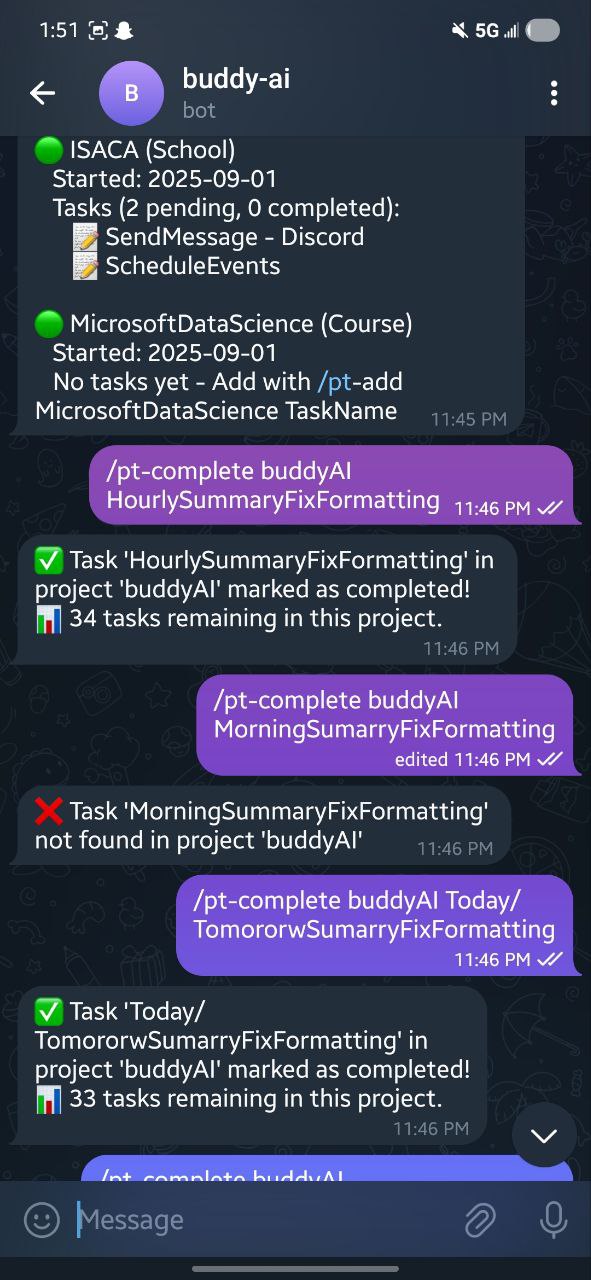 1:51
5G
B
buddy-ai
bot
ISACA (School)
Started: 2025-09-01
Tasks (2 pending, 0 completed):
SendMessage - Discord
ScheduleEvents
MicrosoftDataScience (Course)
Started: 2025-09-01
No tasks yet - Add with /pt-add
MicrosoftDataScience TaskName
11:45 PM
/pt-complete buddyAI
HourlySummaryFixFormatting
11:46 PM
Task 'HourlySummaryFixFormatting' in
project 'buddyAI' marked as completed!
34 tasks remaining in this project.
11:46 PM
/pt-complete buddyAI
MorningSumarryFixFormatting
edited 11:46 PM
Task 'MorningSummaryFixFormatting'
not found in project 'buddyAI'
11:46 PM
/pt-complete buddyAI Today/
TomororwSumarryFixFormatting
11:46 PM
Task 'Today/
TomororwSumarryFixFormatting' in
project 'buddyAI' marked as completed!
33 tasks remaining in this project.
11:46 PM
/pt-complete buddyAI
Message